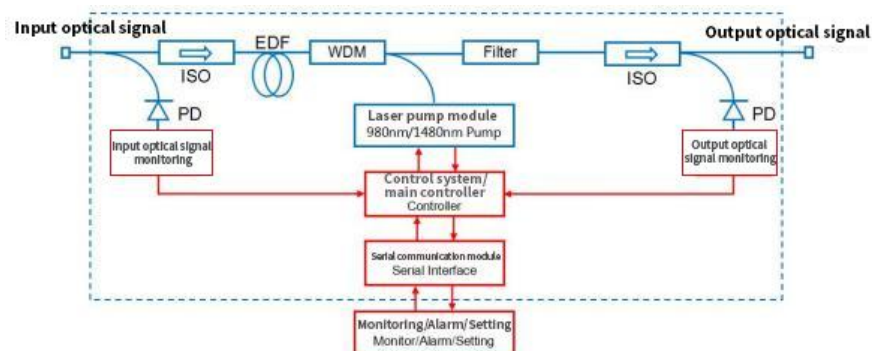 Input optical signal
Output optical signal
EDF
WDM
Filter
ISO
ISO
PD
PD
Laser pump module
980nm/1480nm Pump
Input optical signal
monitoring
Output optical
signal monitoring
Control system/
main controller
Controller
Serial communication module
Serial Interface
Monitoring/Alarm/Setting
Monitor/Alarm/Setting